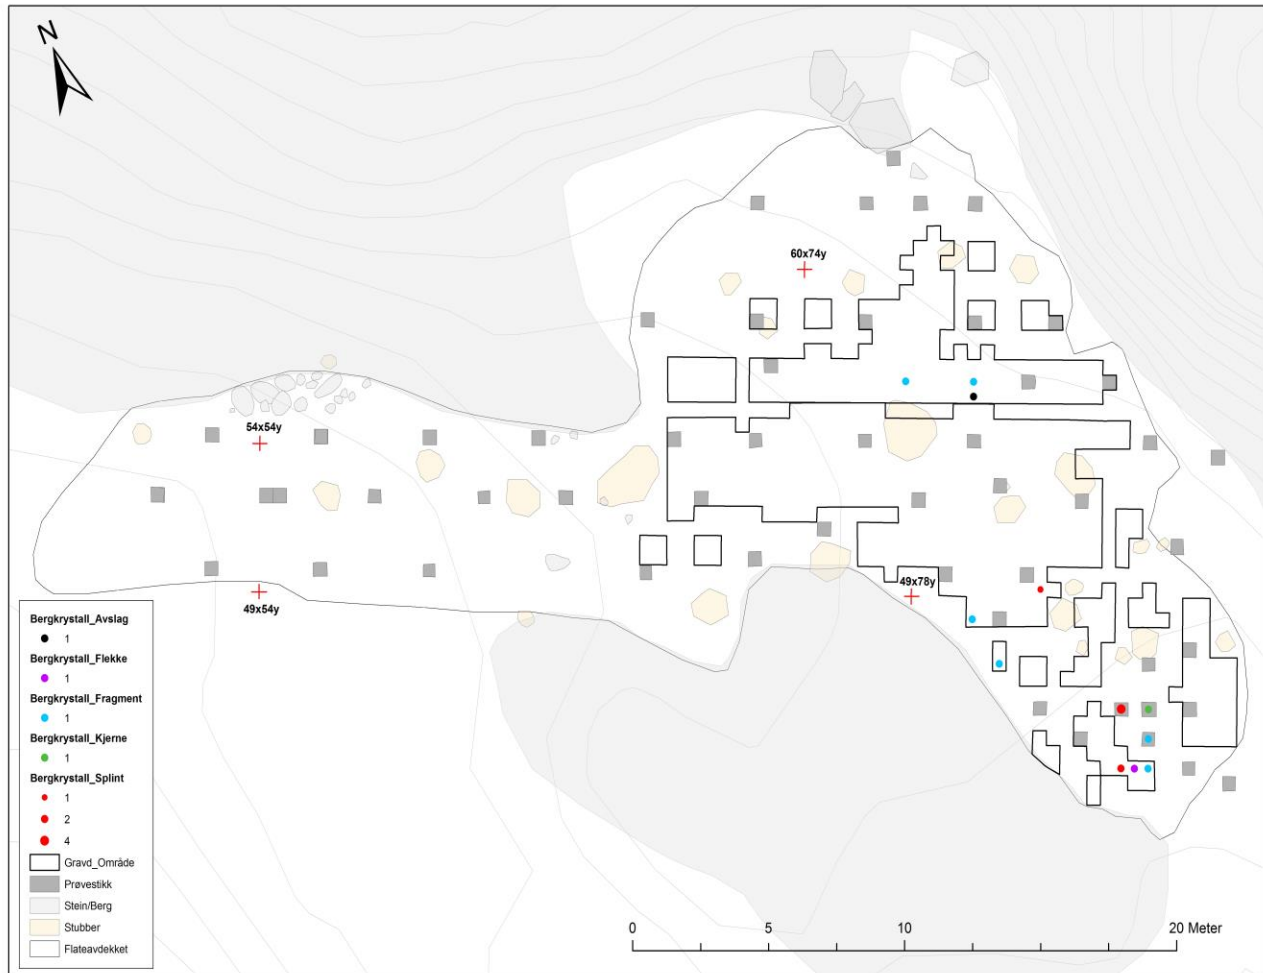 N
60x74y
54x54y
49x54y
49x78y
Bergkrystall_Avslag
1
Bergkrystall_Flekke
1
Bergkrystall_Fragment
1
Bergkrystall_Kjerne
1
Bergkrystall_Splint
1
2
4
Gravd_Område
Prøvestikk
Stein/Berg
Stubber
Flateavdekket
0 5 10 20 Meter